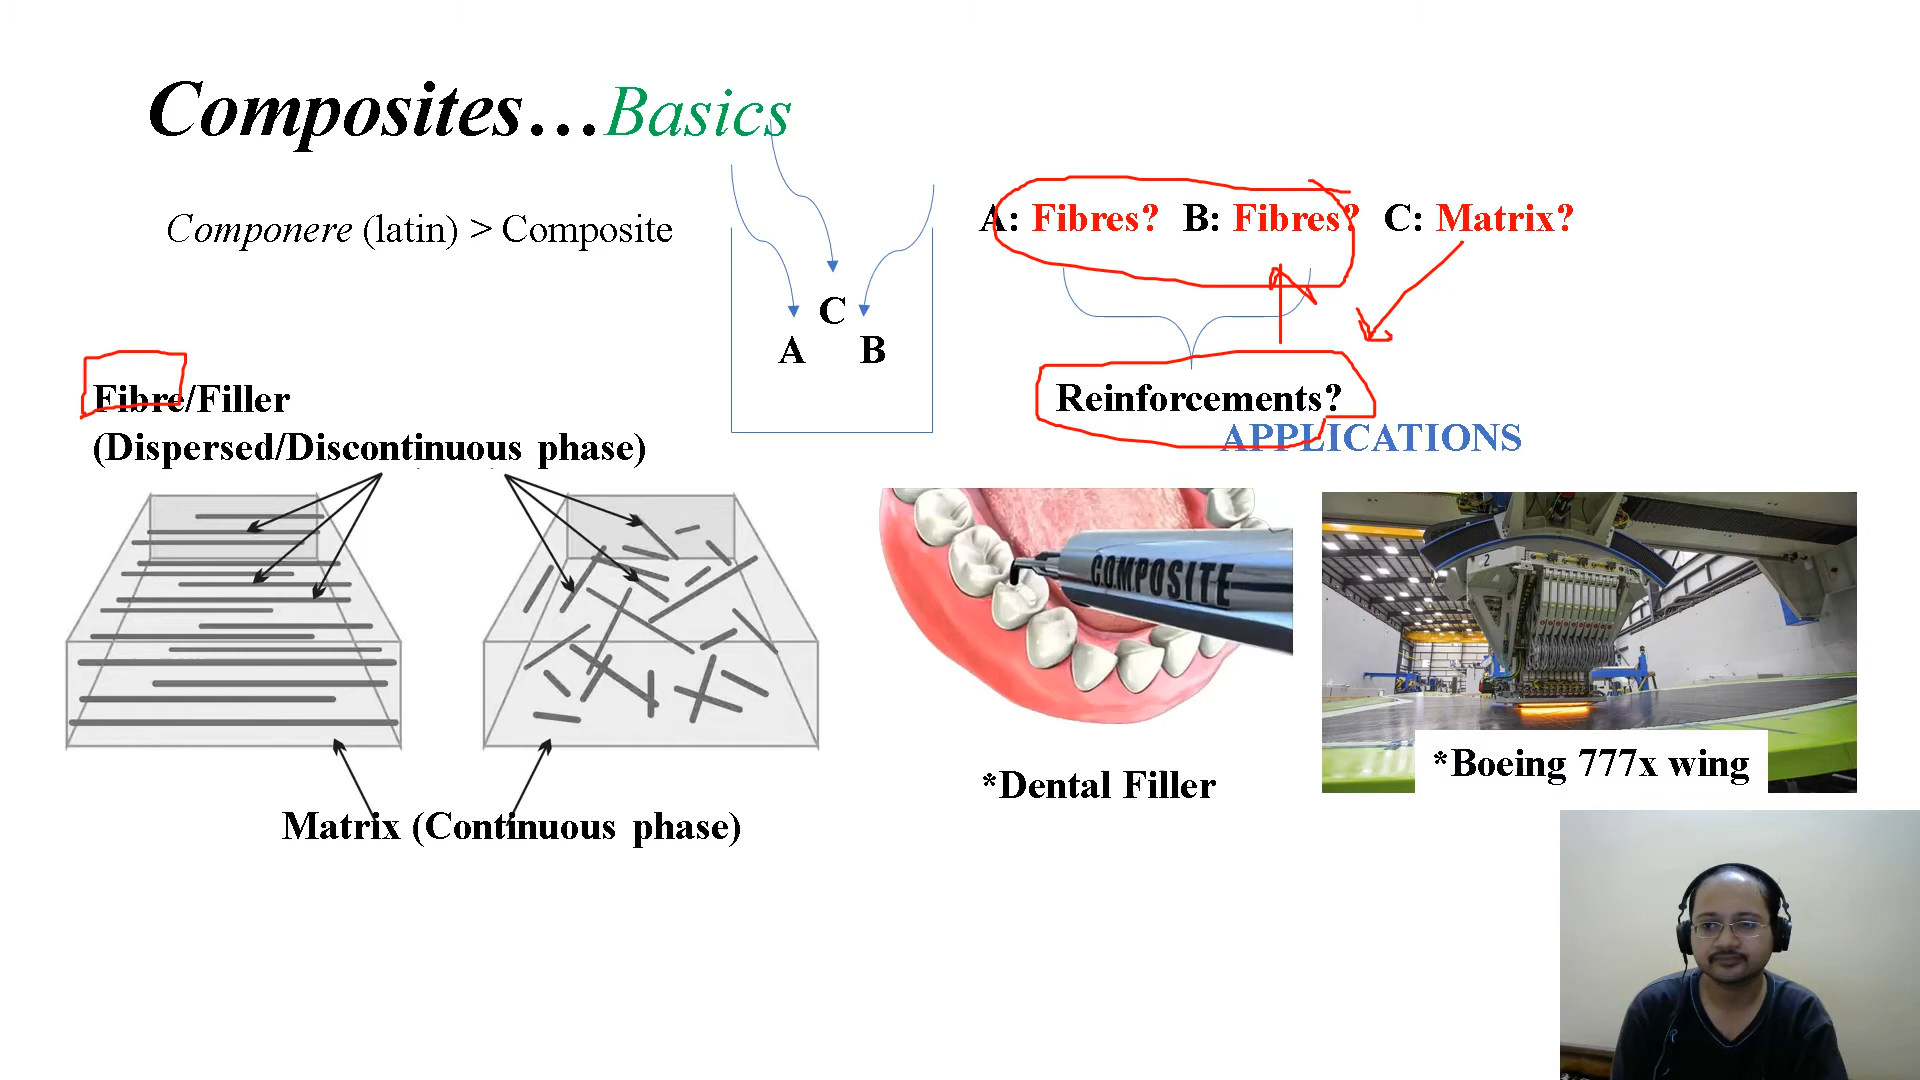 Composites…Basics
Componere (latin) > Composite
A: Fibres? B: Fibres? C: Matrix?
C
A B
Reinforcements?
Fibre/Filler
(Dispersed/Discontinuous phase)
APPLICATIONS
COMPOSITE
2
*Dental Filler
*Boeing 777x wing
Matrix (Continuous phase)